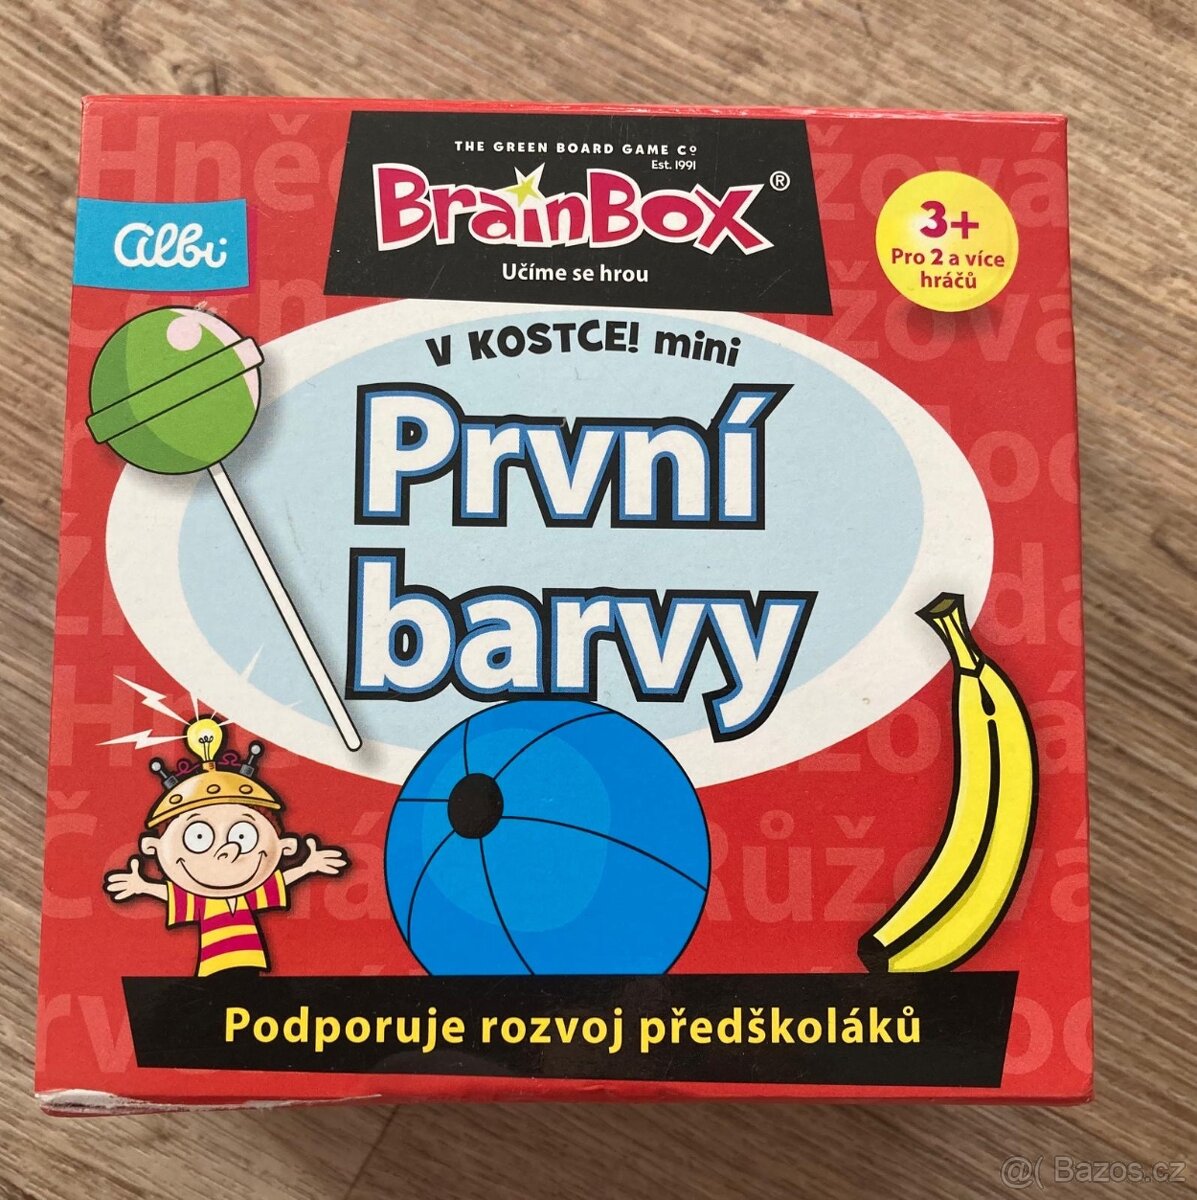 THE GREEN BOARD GAME Cº
Est. 1991
BrainBox®
Učíme se hrou
Albi
3+
Pro 2 a více
hráčů
V KOSTCE! mini
První
barvy
Podporuje rozvoj předškoláků
Růžová
@( Bazos.cz